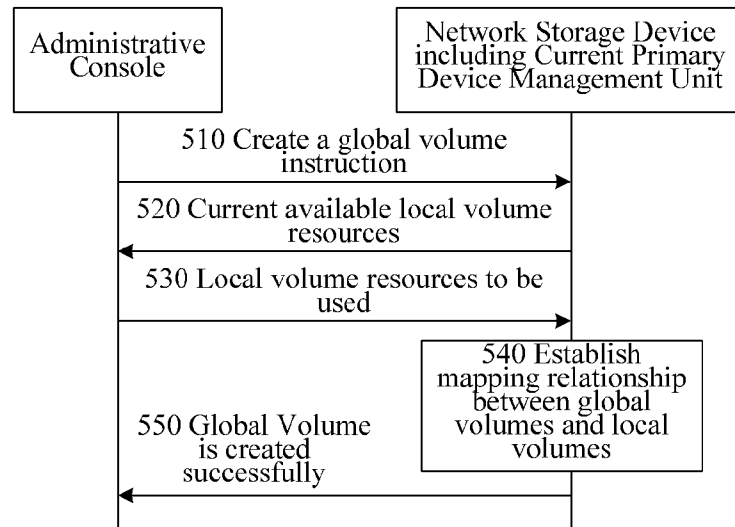 Administrative
Console
Network Storage Device
including Current Primary
Device Management Unit
510 Create a global volume
instruction
520 Current available local volume
resources
530 Local volume resources to be
used
540 Establish
mapping relationship
between global
volumes and local
volumes
550 Global Volume
is created
successfully